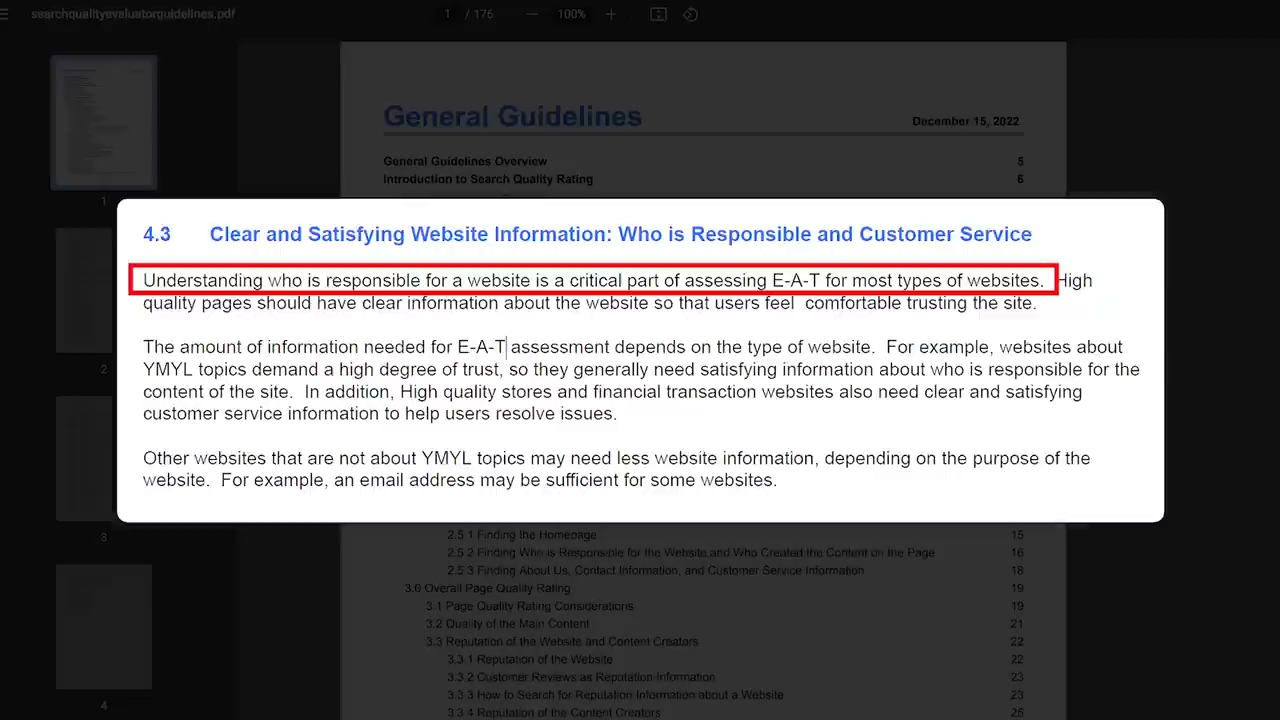 searchqualityevaluatorguidelines.pdf
1 / 176
100%
General Guidelines
December 15, 2022
General Guidelines Overview 5
Introduction to Search Quality Rating 6
1
4.3 Clear and Satisfying Website Information: Who is Responsible and Customer Service
Understanding who is responsible for a website is a critical part of assessing E-A-T for most types of websites. High
quality pages should have clear information about the website so that users feel comfortable trusting the site.
The amount of information needed for E-A-T assessment depends on the type of website. For example, websites about
YMYL topics demand a high degree of trust, so they generally need satisfying information about who is responsible for the
content of the site. In addition, High quality stores and financial transaction websites also need clear and satisfying
customer service information to help users resolve issues.
Other websites that are not about YMYL topics may need less website information, depending on the purpose of the
website. For example, an email address may be sufficient for some websites.
2
3
4
2.5.1 Finding the Homepage 15
2.5.2 Finding Who is Responsible for the Website and Who Created the Content on the Page 16
2.5.3 Finding About Us, Contact Information, and Customer Service Information 18
3.0 Overall Page Quality Rating 19
3.1 Page Quality Rating Considerations 19
3.2 Quality of the Main Content 21
3.3 Reputation of the Website and Content Creators 22
3.3.1 Reputation of the Website 22
3.3.2 Customer Reviews as Reputation Information 23
3.3.3 How to Search for Reputation Information about a Website 23
3.3.4 Reputation of the Content Creators 25